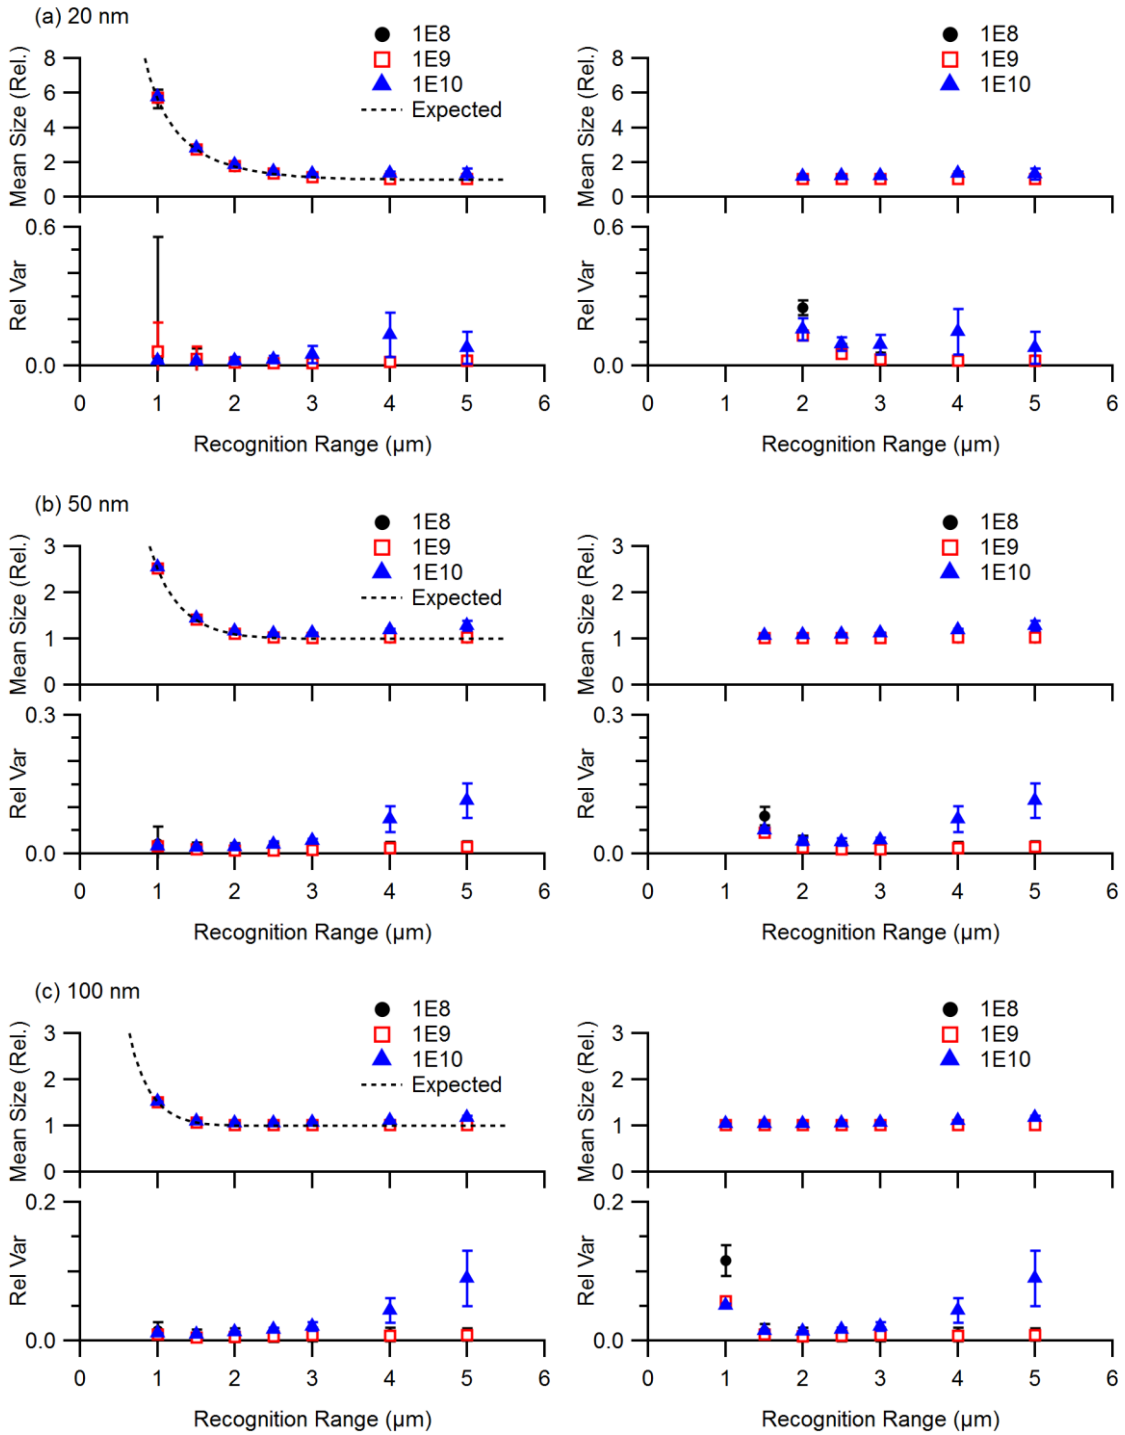 (a) 20 nm
1E8
1E9
1E10
Expected
Mean Size (Rel.)
8
6
4
2
0
Rel Var
0.6
0.0
0 1 2 3 4 5 6
Recognition Range (µm)
1E8
1E9
1E10
Mean Size (Rel.)
8
6
4
2
0
Rel Var
0.6
0.0
0 1 2 3 4 5 6
Recognition Range (µm)
(b) 50 nm
1E8
1E9
1E10
Expected
Mean Size (Rel.)
3
2
1
0
Rel Var
0.3
0.0
0 1 2 3 4 5 6
Recognition Range (µm)
1E8
1E9
1E10
Mean Size (Rel.)
3
2
1
0
Rel Var
0.3
0.0
0 1 2 3 4 5 6
Recognition Range (µm)
(c) 100 nm
1E8
1E9
1E10
Expected
Mean Size (Rel.)
3
2
1
0
Rel Var
0.2
0.0
0 1 2 3 4 5 6
Recognition Range (µm)
1E8
1E9
1E10
Mean Size (Rel.)
3
2
1
0
Rel Var
0.2
0.0
0 1 2 3 4 5 6
Recognition Range (µm)